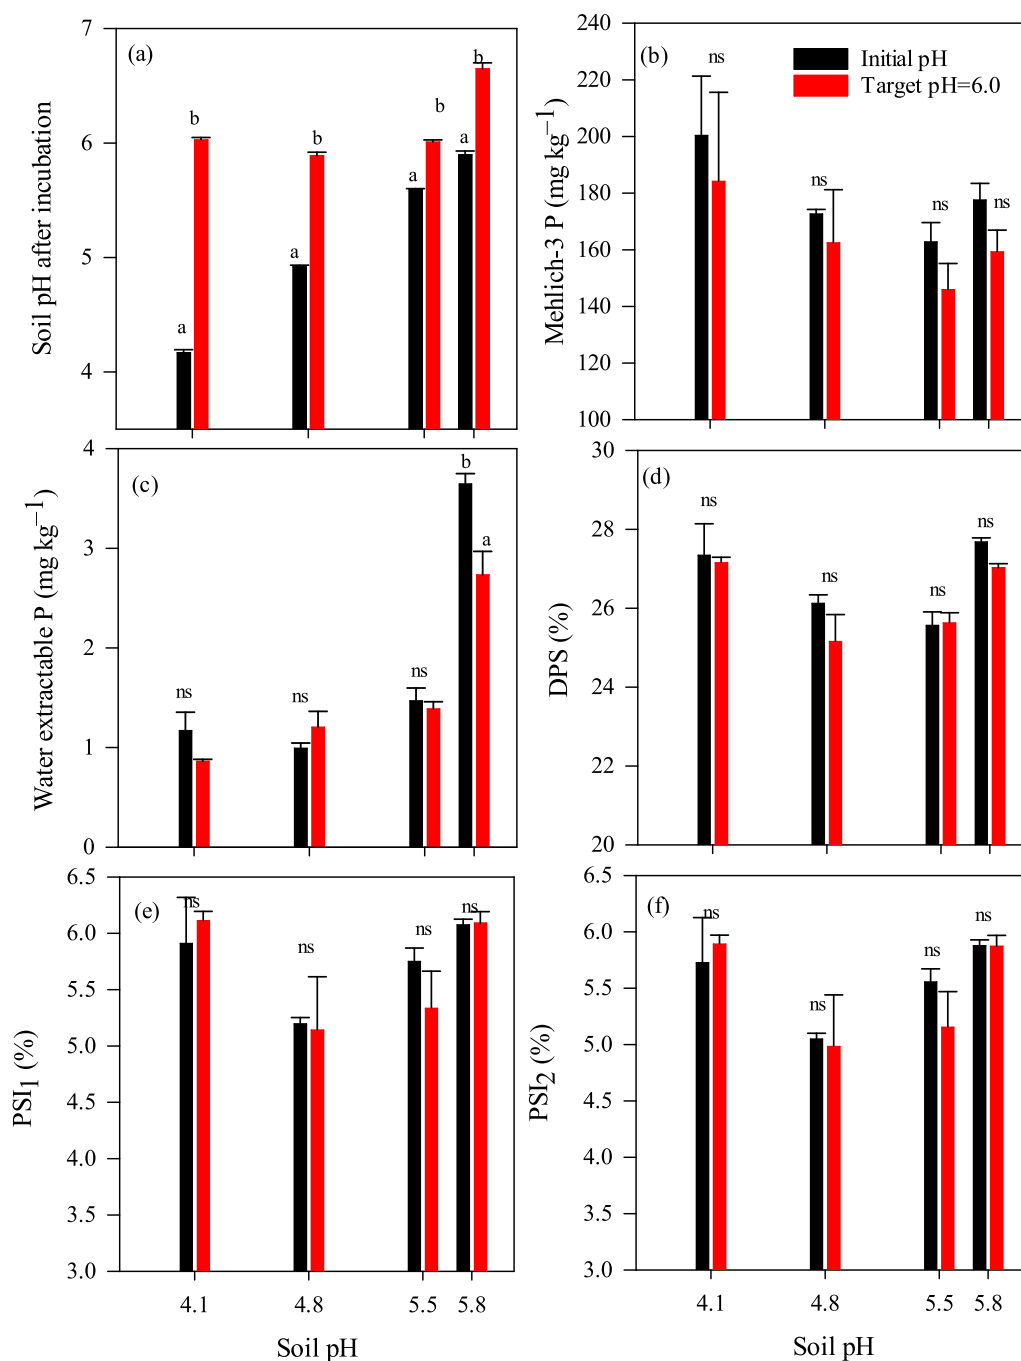 (a)
Soil pH after incubation
7
6
5
4
a
b
a
b
a
b
a
b
(b)
Initial pH
Target pH=6.0
Mehlich-3 P (mg kg−1)
240
220
200
180
160
140
120
100
ns
ns
ns
ns
(c)
Water extractable P (mg kg−1)
4
3
2
1
0
ns
ns
ns
b
a
(d)
DPS (%)
30
28
26
24
22
20
ns
ns
ns
ns
(e)
PSI1 (%)
6.5
6.0
5.5
5.0
4.5
4.0
3.5
3.0
ns
ns
ns
ns
4.1 4.8 5.5 5.8
Soil pH
(f)
PSI2 (%)
6.5
6.0
5.5
5.0
4.5
4.0
3.5
3.0
ns
ns
ns
ns
4.1 4.8 5.5 5.8
Soil pH